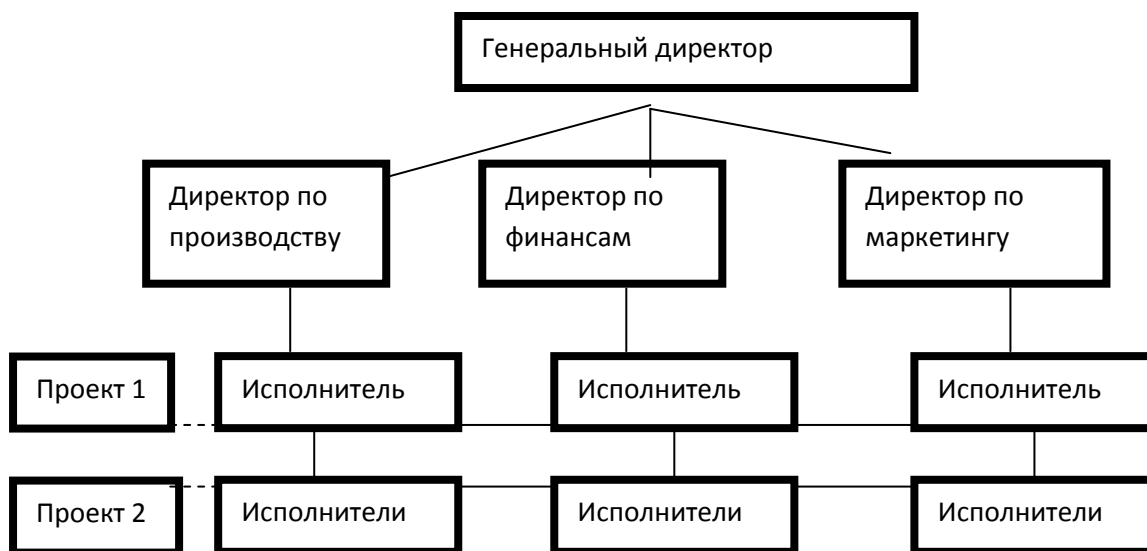 Генеральный директор
Директор по
производству
Директор по
финансам
Директор по
маркетингу
Проект 1
Исполнитель
Исполнитель
Исполнитель
Проект 2
Исполнители
Исполнители
Исполнители